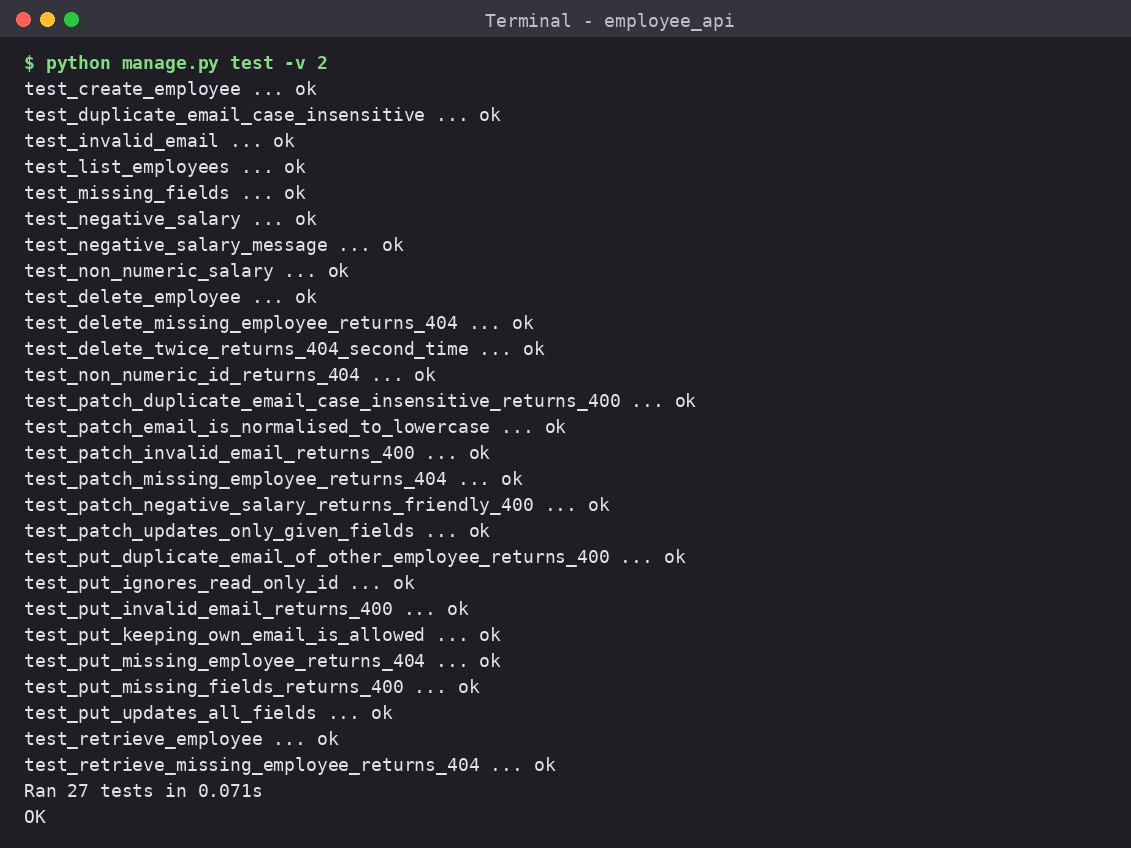 Terminal - employee_api
$ python manage.py test -v 2
test_create_employee ... ok
test_duplicate_email_case_insensitive ... ok
test_invalid_email ... ok
test_list_employees ... ok
test_missing_fields ... ok
test_negative_salary ... ok
test_negative_salary_message ... ok
test_non_numeric_salary ... ok
test_delete_employee ... ok
test_delete_missing_employee_returns_404 ... ok
test_delete_twice_returns_404_second_time ... ok
test_non_numeric_id_returns_404 ... ok
test_patch_duplicate_email_case_insensitive_returns_400 ... ok
test_patch_email_is_normalised_to_lowercase ... ok
test_patch_invalid_email_returns_400 ... ok
test_patch_missing_employee_returns_404 ... ok
test_patch_negative_salary_returns_friendly_400 ... ok
test_patch_updates_only_given_fields ... ok
test_put_duplicate_email_of_other_employee_returns_400 ... ok
test_put_ignores_read_only_id ... ok
test_put_invalid_email_returns_400 ... ok
test_put_keeping_own_email_is_allowed ... ok
test_put_missing_employee_returns_404 ... ok
test_put_missing_fields_returns_400 ... ok
test_put_updates_all_fields ... ok
test_retrieve_employee ... ok
test_retrieve_missing_employee_returns_404 ... ok
Ran 27 tests in 0.071s
OK